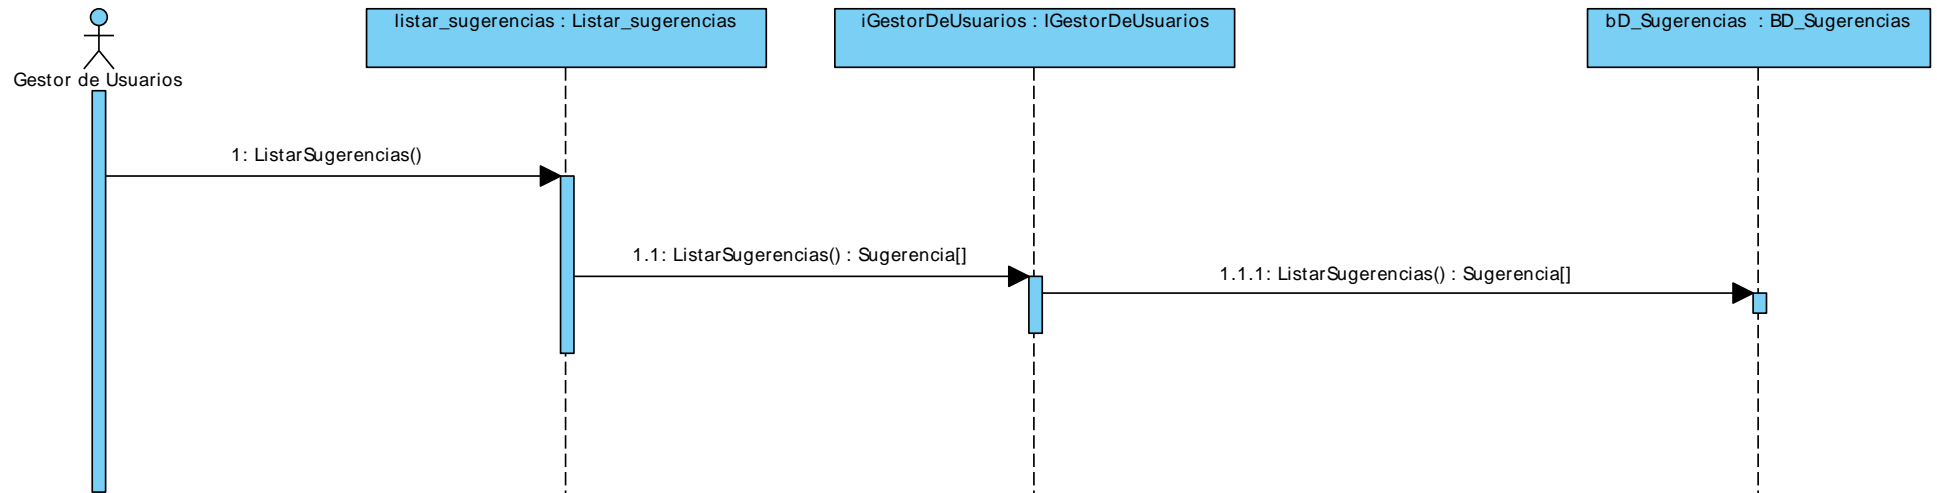 listar_sugerencias : Listar_sugerencias
iGestorDeUsuarios : IGestorDeUsuarios
bD_Sugerencias : BD_Sugerencias
Gestor de Usuarios
1: ListarSugerencias()
1.1: ListarSugerencias() : Sugerencia[]
1.1.1: ListarSugerencias() : Sugerencia[]